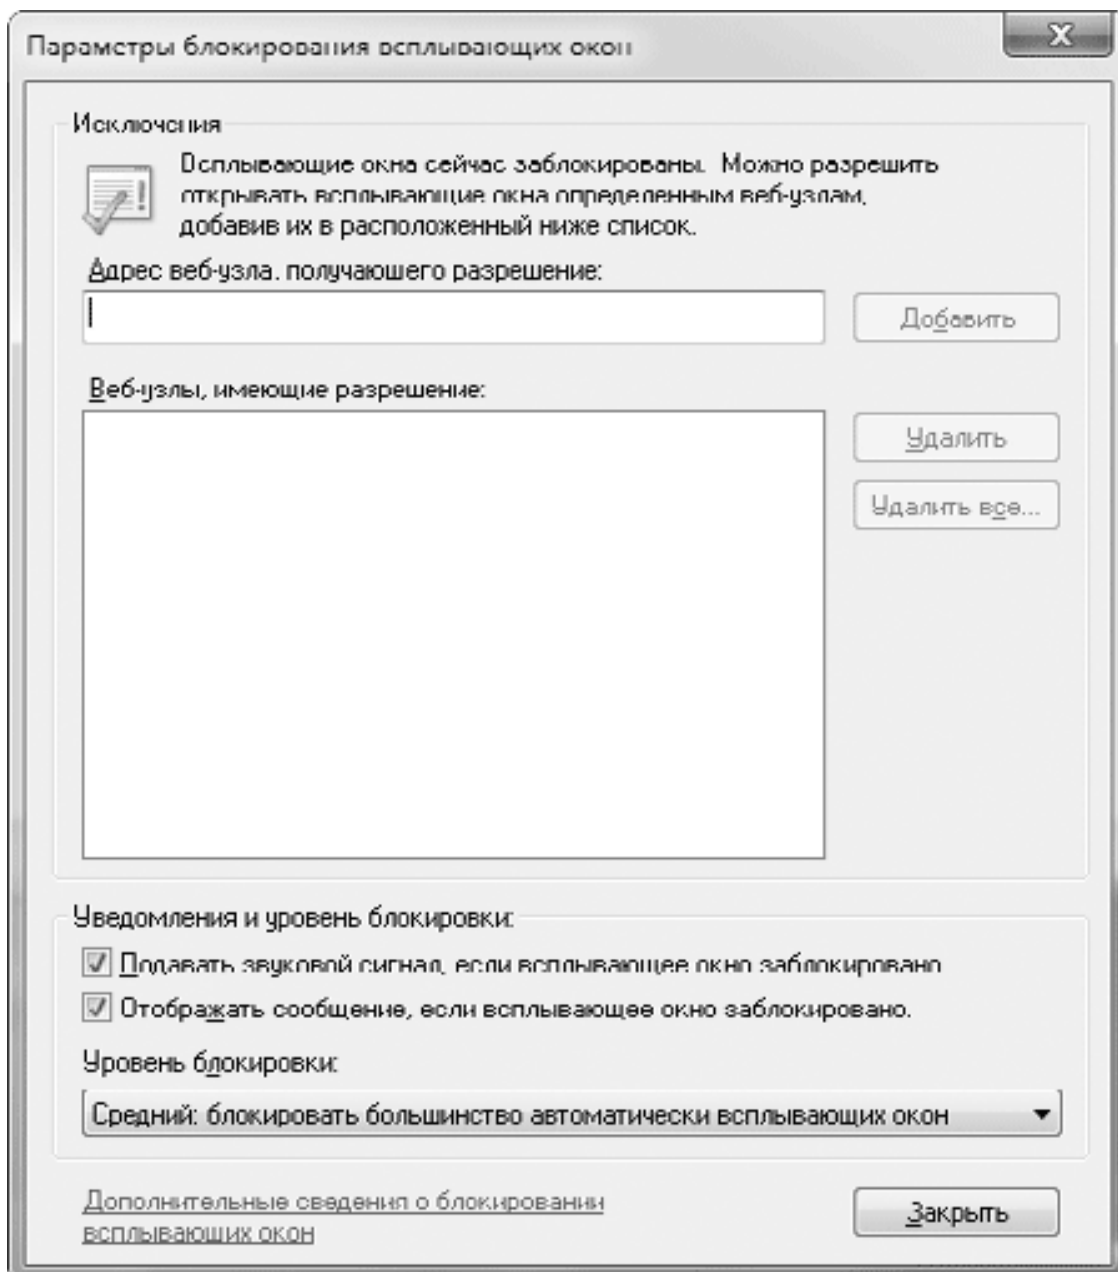 Параметры блокирования всплывающих окон
Исключения
Всплывающие окна сейчас заблокированы. Можно разрешить
открывать всплывающие окна определенным веб-узлам,
добавив их в расположенный ниже список.
Адрес веб-узла, получающего разрешение:
Добавить
Веб-узлы, имеющие разрешение:
Удалить
Удалить все...
Уведомления и уровень блокировки:
Подавать звуковой сигнал, если всплывающее окно заблокировано
Отображать сообщение, если всплывающее окно заблокировано.
Уровень блокировки:
Средний: блокировать большинство автоматически всплывающих окон
Дополнительные сведения о блокировании
всплывающих окон
Закрыть